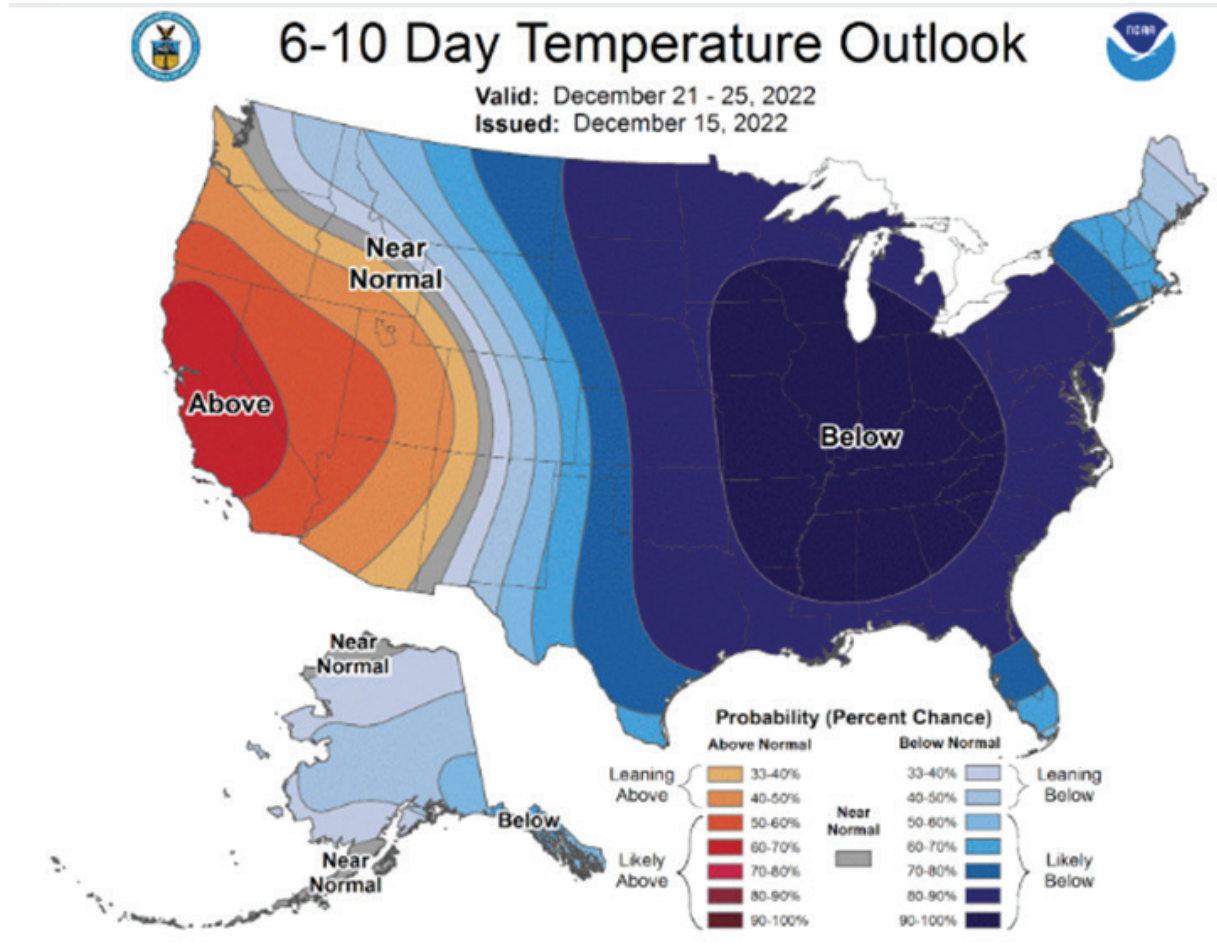 6-10 Day Temperature Outlook
noaa
Valid: December 21 - 25, 2022
Issued: December 15, 2022
Near
Normal
Above
Below
Near
Normal
Below
Near
Normal
Probability (Percent Chance)
Above Normal
Below Normal
Leaning
Above
33-40%
40-50%
Likely
Above
50-60%
60-70%
70-80%
80-90%
90-100%
Near
Normal
33-40%
40-50%
Leaning
Below
50-60%
60-70%
70-80%
80-90%
90-100%
Likely
Below